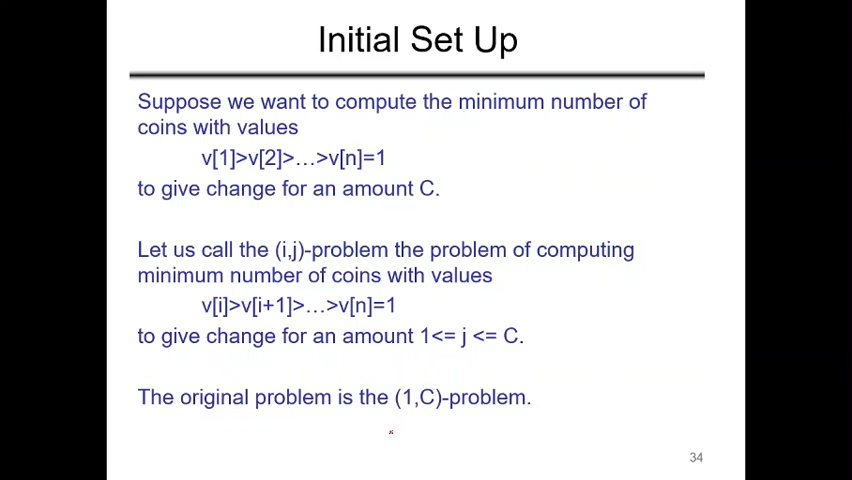 Initial Set Up
Suppose we want to compute the minimum number of
coins with values
v[1]>v[2]>…>v[n]=1
to give change for an amount C.
Let us call the (i,j)-problem the problem of computing
minimum number of coins with values
v[i]>v[i+1]>…>v[n]=1
to give change for an amount 1<= j <= C.
The original problem is the (1,C)-problem.
34